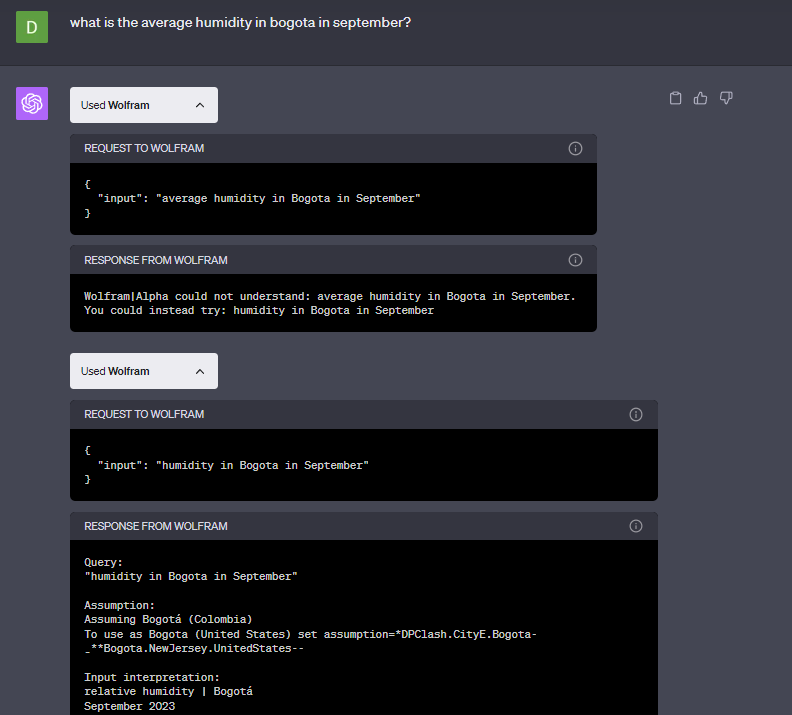 D
what is the average humidity in bogota in september?
Used Wolfram
REQUEST TO WOLFRAM
{
"input": "average humidity in Bogota in September"
}
RESPONSE FROM WOLFRAM
Wolfram|Alpha could not understand: average humidity in Bogota in September.
You could instead try: humidity in Bogota in September
Used Wolfram
REQUEST TO WOLFRAM
{
"input": "humidity in Bogota in September"
}
RESPONSE FROM WOLFRAM
Query:
"humidity in Bogota in September"
Assumption:
Assuming Bogotá (Colombia)
To use as Bogota (United States) set assumption=*DPClash.CityE.Bogota-
_**Bogota.NewJersey.UnitedStates--
Input interpretation:
relative humidity | Bogotá
September 2023